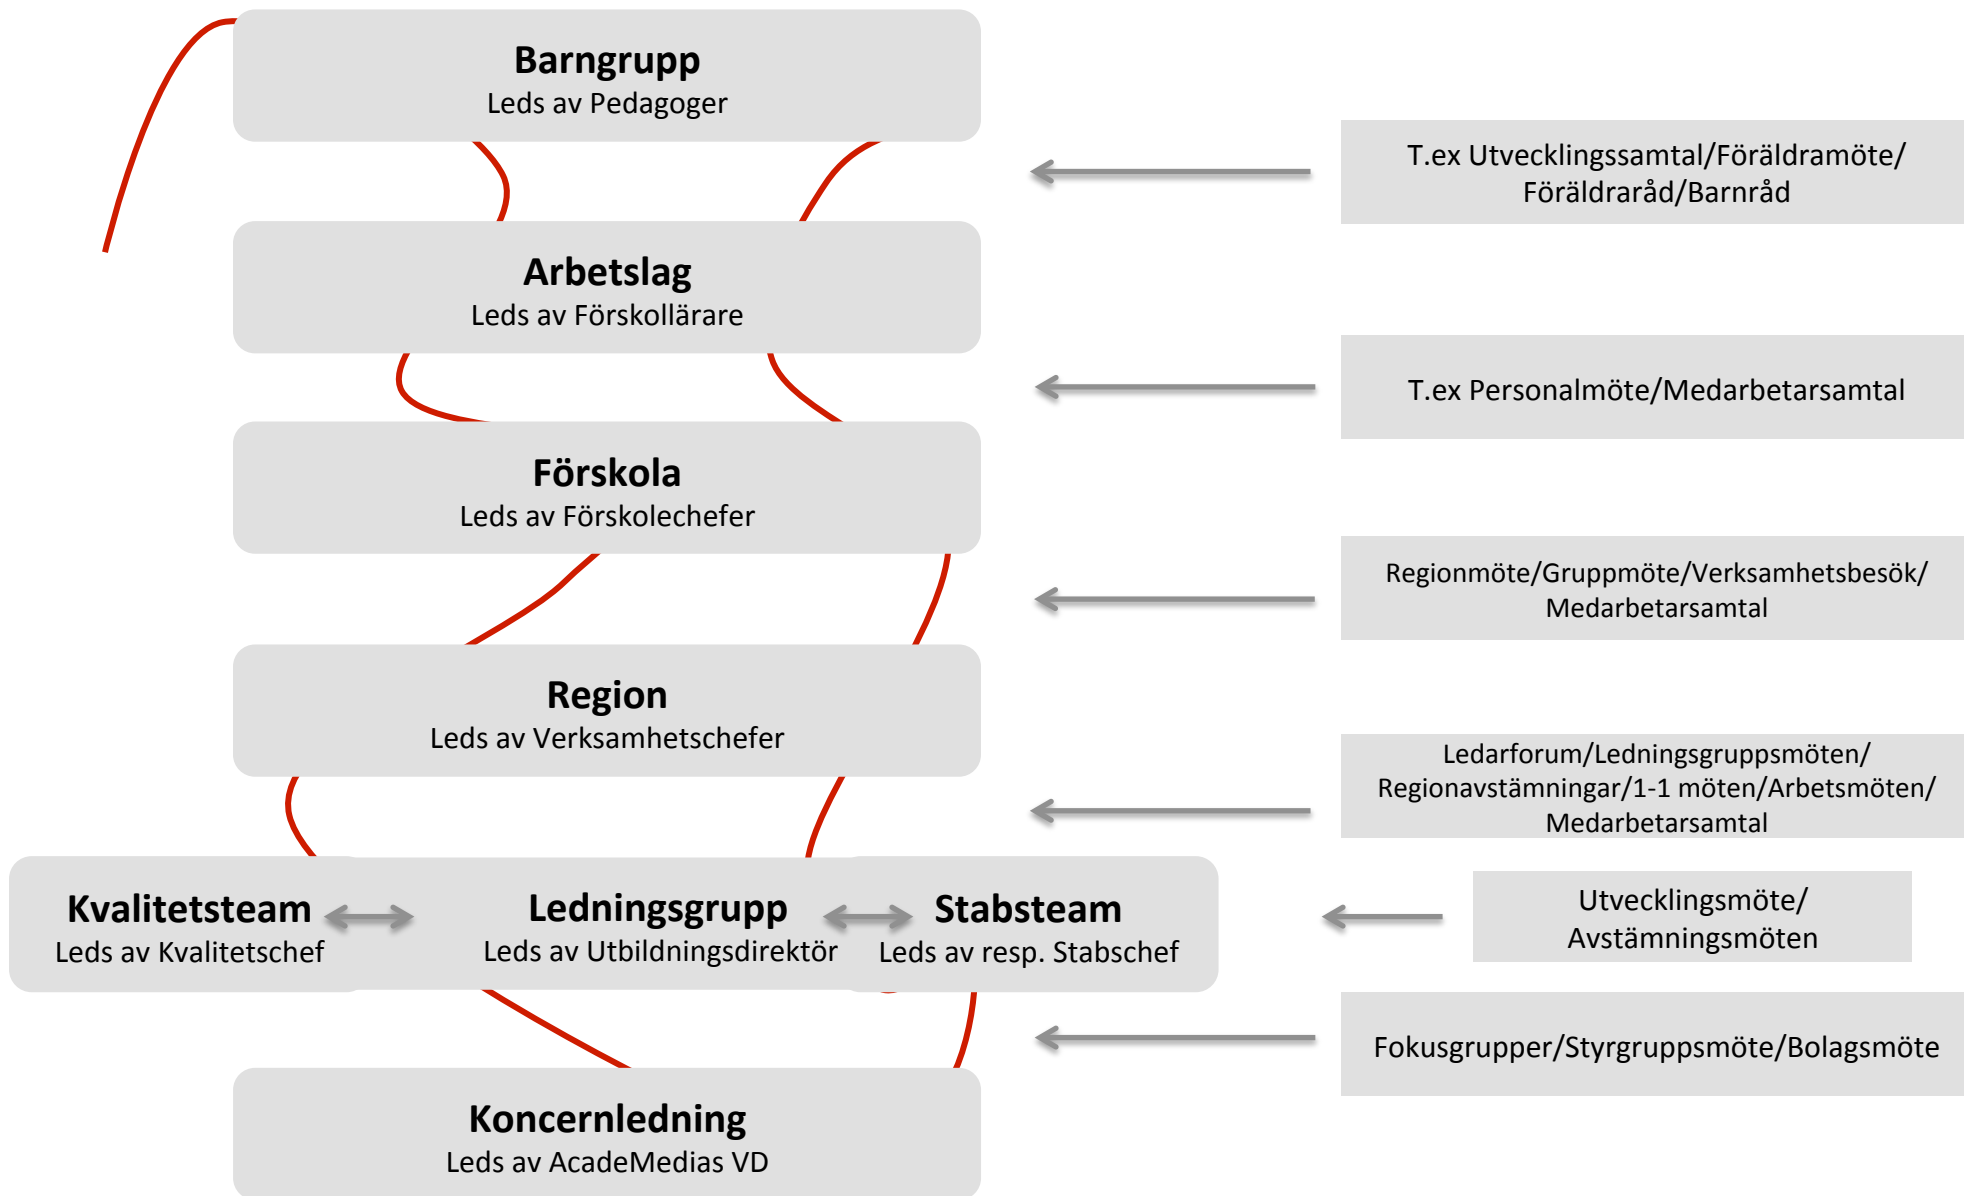 Barngrupp
Leds av Pedagoger
T.ex Utvecklingssamtal/Föräldramöte/
Föräldraråd/Barnråd
Arbetslag
Leds av Förskollärare
T.ex Personalmöte/Medarbetarsamtal
Förskola
Leds av Förskolechefer
Regionmöte/Gruppmöte/Verksamhetsbesök/
Medarbetarsamtal
Region
Leds av Verksamhetschefer
Ledarforum/Ledningsgruppsmöten/
Regionavstämningar/1-1 möten/Arbetsmöten/
Medarbetarsamtal
Kvalitetsteam
Leds av Kvalitetschef
Ledningsgrupp
Leds av Utbildningsdirektör
Stabsteam
Leds av resp. Stabschef
Utvecklingsmöte/
Avstämningsmöten
Fokusgrupper/Styrgruppsmöte/Bolagsmöte
Koncernledning
Leds av AcadeMedias VD